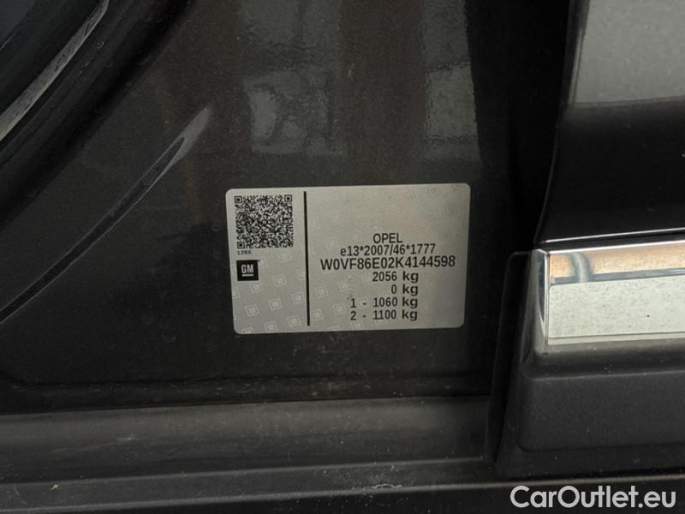 OPEL
e13*2007/46*1777
W0VF86E02K4144598
2056 kg
0 kg
1 - 1060 kg
2 - 1100 kg
GM
CarOutlet.eu